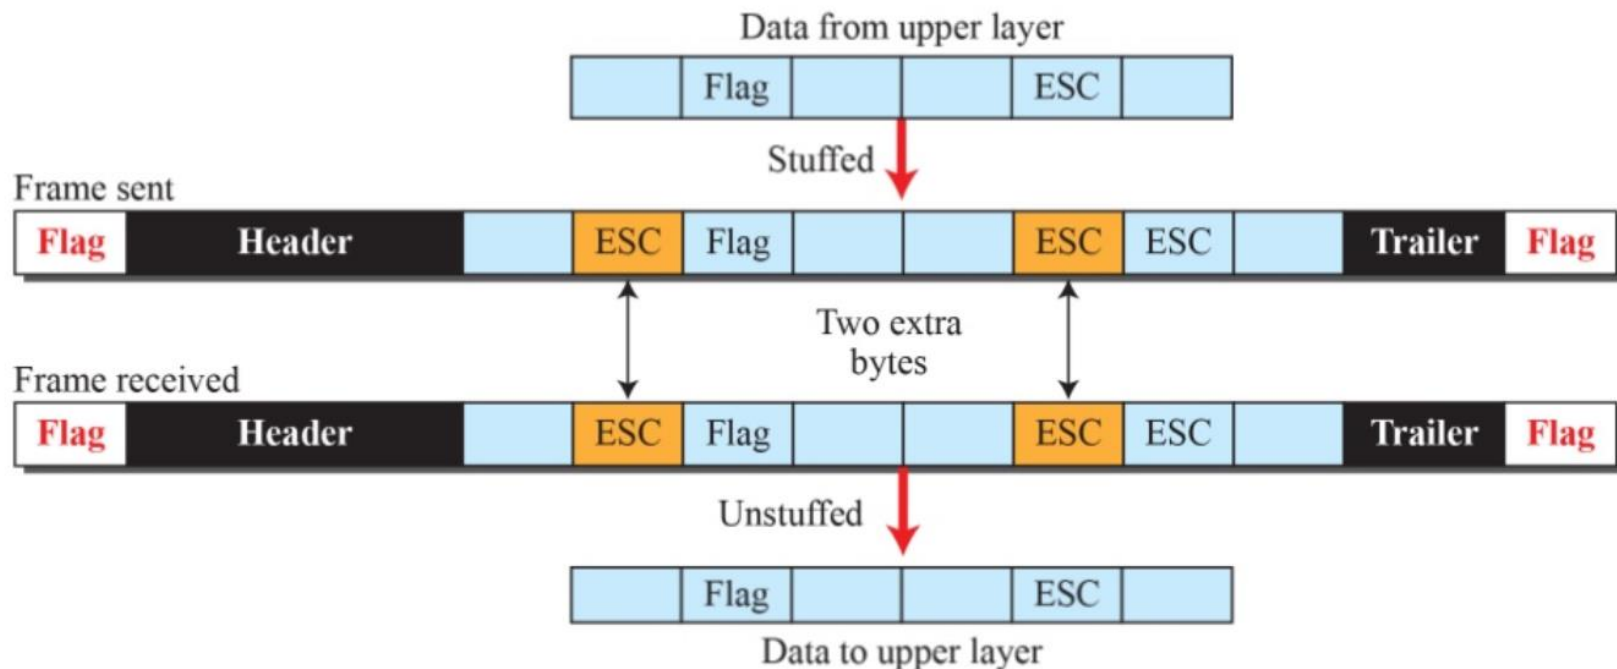 Data from upper layer
Flag ESC
Stuffed
Frame sent
Flag Header ESC Flag ESC ESC Trailer Flag
Two extra
bytes
Frame received
Flag Header ESC Flag ESC ESC Trailer Flag
Unstuffed
Flag ESC
Data to upper layer